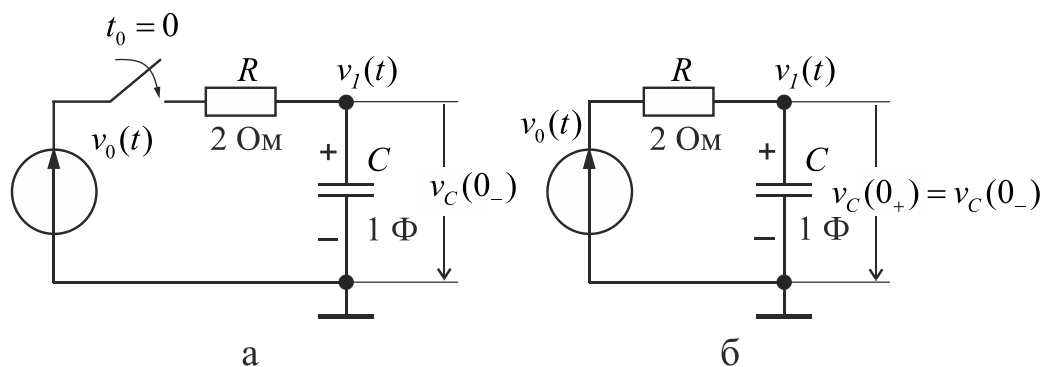 t₀ = 0
R
v₁(t)
v₀(t)
2 Ом
+
C
v_C(0₋)
−
1 Ф
а
R
v₁(t)
v₀(t)
2 Ом
+
C
v_C(0₊) = v_C(0₋)
−
1 Ф
б